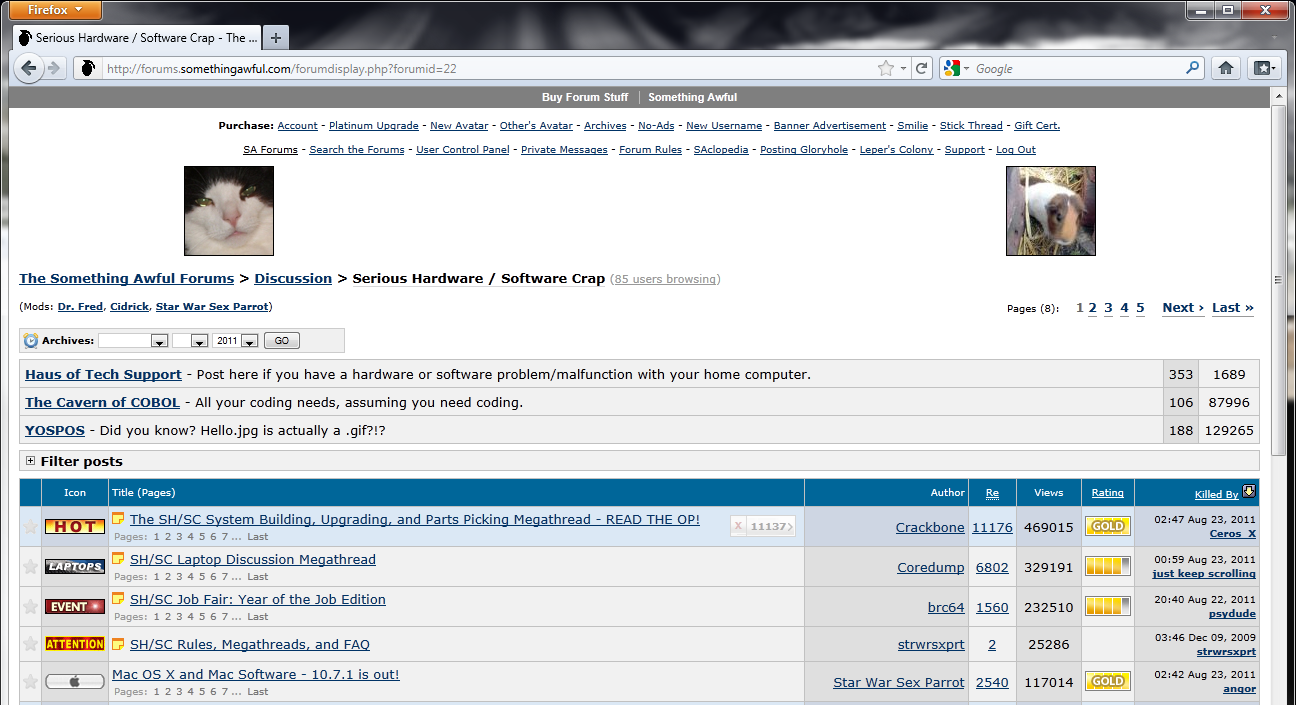 Firefox
Serious Hardware / Software Crap - The ...
http://forums.somethingawful.com/forumdisplay.php?forumid=22
Google
Buy Forum Stuff | Something Awful
Purchase: Account - Platinum Upgrade - New Avatar - Other's Avatar - Archives - No-Ads - New Username - Banner Advertisement - Smilie - Stick Thread - Gift Cert.
SA Forums - Search the Forums - User Control Panel - Private Messages - Forum Rules - SAclopedia - Posting Gloryhole - Leper's Colony - Support - Log Out
The Something Awful Forums > Discussion > Serious Hardware / Software Crap (85 users browsing)
(Mods: Dr. Fred, Cidrick, Star War Sex Parrot)
Pages (8): 1 2 3 4 5 Next › Last »
Archives: 2011 GO
Haus of Tech Support - Post here if you have a hardware or software problem/malfunction with your home computer. 353 1689
The Cavern of COBOL - All your coding needs, assuming you need coding. 106 87996
YOSPOS - Did you know? Hello.jpg is actually a .gif?!? 188 129265
Filter posts
Icon Title (Pages) Author Re Views Rating Killed By
HOT The SH/SC System Building, Upgrading, and Parts Picking Megathread - READ THE OP! X 11137> Crackbone 11176 469015 GOLD 02:47 Aug 23, 2011
Pages: 1 2 3 4 5 6 7 ... Last Ceros_X
LAPTOPS SH/SC Laptop Discussion Megathread Coredump 6802 329191 00:59 Aug 23, 2011
Pages: 1 2 3 4 5 6 7 ... Last just keep scrolling
EVENT SH/SC Job Fair: Year of the Job Edition brc64 1560 232510 20:40 Aug 22, 2011
Pages: 1 2 3 4 5 6 7 ... Last psydude
ATTENTION SH/SC Rules, Megathreads, and FAQ strwrsxprt 2 25286 03:46 Dec 09, 2009
strwrsxprt
Mac OS X and Mac Software - 10.7.1 is out! Star War Sex Parrot 2540 117014 GOLD 02:42 Aug 23, 2011
Pages: 1 2 3 4 5 6 7 ... Last angor